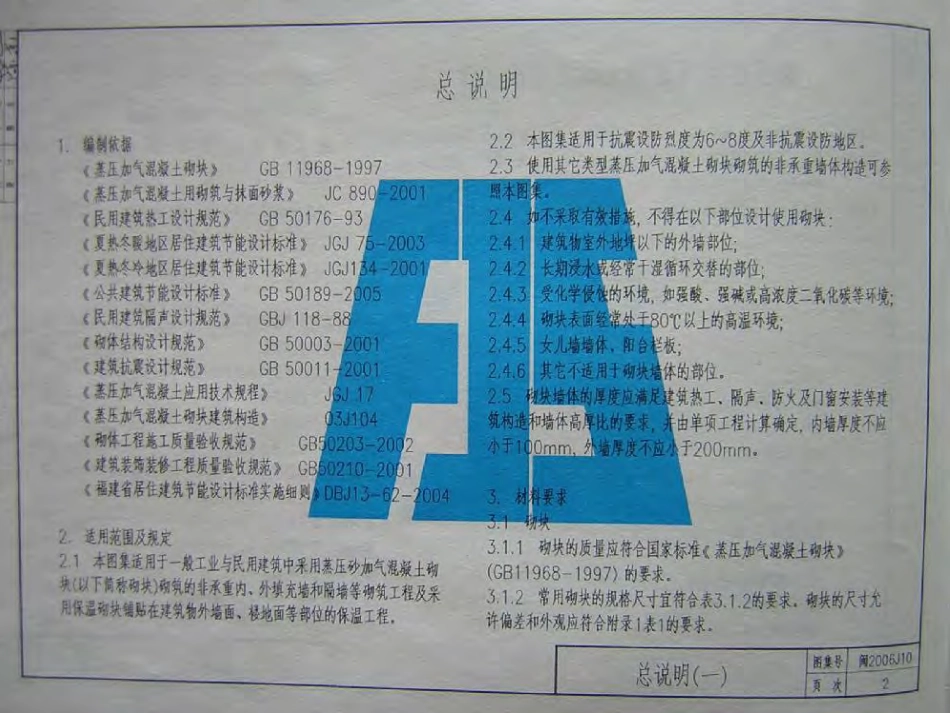 总说明
1. 编制依据
《蒸压加气混凝土砌块》 GB 11968-1997
《蒸压加气混凝土用砌筑与抹面砂浆》 JC 890-2001
《民用建筑热工设计规范》 GB 50176-93
《夏热冬暖地区居住建筑节能设计标准》 JGJ 75-2003
《夏热冬冷地区居住建筑节能设计标准》 JGJ134-2001
《公共建筑节能设计标准》 GB 50189-2005
《民用建筑隔声设计规范》 GBJ 118-88
《砌体结构设计规范》 GB 50003-2001
《建筑抗震设计规范》 GB 50011-2001
《蒸压加气混凝土应用技术规程》 JGJ 17
《蒸压加气混凝土砌块建筑构造》 03J104
《砌体工程施工质量验收规范》 GB50203-2002
《建筑装饰装修工程质量验收规范》 GB50210-2001
《福建省居住建筑节能设计标准实施细则》DBJ13-62-2004
2. 适用范围及规定
2.1 本图集适用于一般工业与民用建筑中采用蒸压砂加气混凝土砌
块(以下简称砌块)砌筑的非承重内、外填充墙和隔墙等砌筑工程及采
用保温砌块铺贴在建筑物外墙面、楼地面等部位的保温工程。
2.2 本图集适用于抗震设防烈度为6~8度及非抗震设防地区。
2.3 使用其它类型蒸压加气混凝土砌块砌筑的非承重墙体构造可参
照本图集。
2.4 如不采取有效措施,不得在以下部位设计使用砌块:
2.4.1 建筑物室外地坪以下的外墙部位;
2.4.2 长期浸水或经常干湿循环交替的部位;
2.4.3 受化学侵蚀的环境,如强酸、强碱或高浓度二氧化碳等环境;
2.4.4 砌块表面经常处于80℃以上的高温环境;
2.4.5 女儿墙墙体、阳台栏板;
2.4.6 其它不适用于砌块墙体的部位。
2.5 砌块墙体的厚度应满足建筑热工、隔声、防火及门窗安装等建
筑构造和墙体高厚比的要求,并由单项工程计算确定,内墙厚度不应
小于100mm,外墙厚度不应小于200mm。
3. 材料要求
3.1 砌块
3.1.1 砌块的质量应符合国家标准《蒸压加气混凝土砌块》
(GB11968-1997)的要求。
3.1.2 常用砌块的规格尺寸宜符合表3.1.2的要求。砌块的尺寸允
许偏差和外观应符合附录1表1的要求。
总说明(一)
图集号 闽2006J10
页 次 2